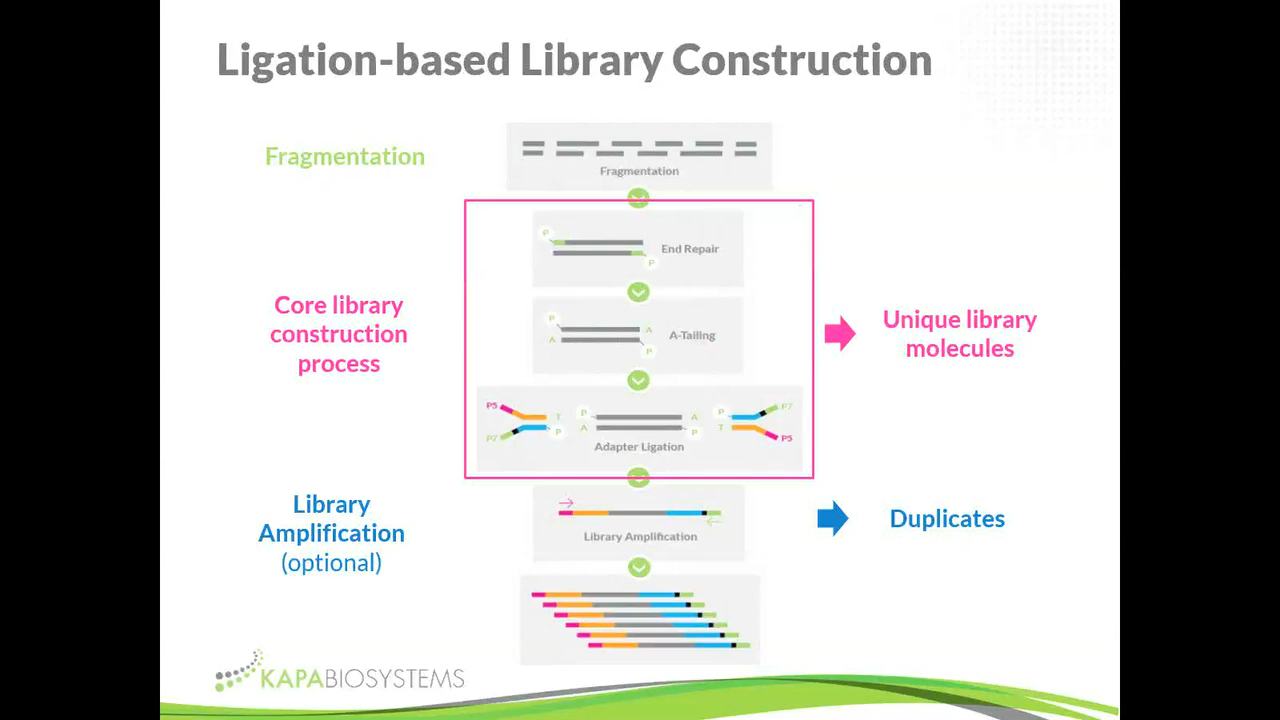 Ligation-based Library Construction
Fragmentation
Fragmentation
P
End Repair
P
Core library
construction
process
P
A
A-Tailing
A
P
Unique library
molecules
P5
T
P
A
P
P7
P7
P
A
P
T
P5
Adapter Ligation
Library
Amplification
(optional)
Library Amplification
Duplicates
KAPABIOSYSTEMS